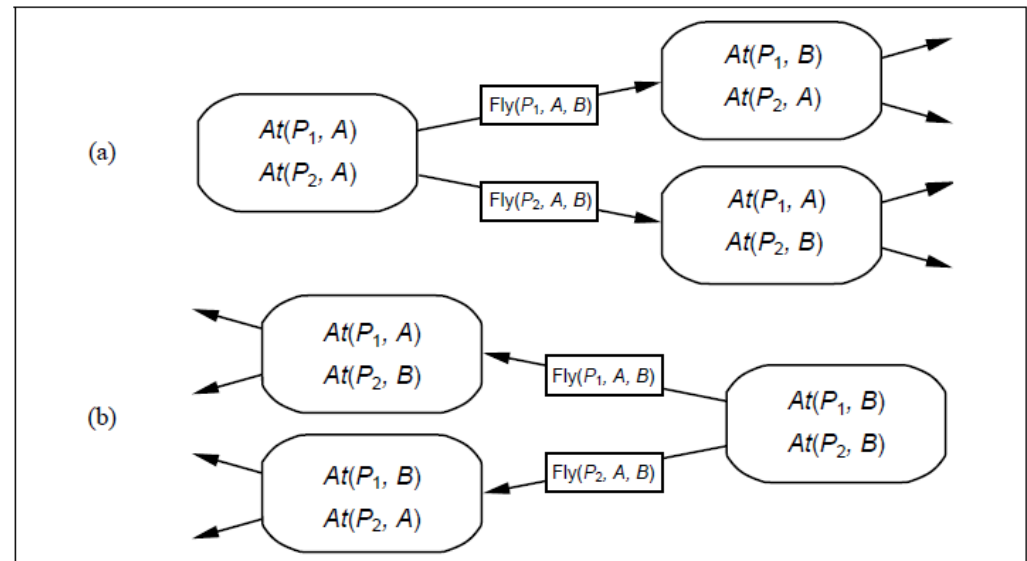 (a)
At(P₁, A)
At(P₂, A)
Fly(P₁, A, B)
Fly(P₂, A, B)
At(P₁, B)
At(P₂, A)
At(P₁, A)
At(P₂, B)
(b)
At(P₁, A)
At(P₂, B)
At(P₁, B)
At(P₂, A)
Fly(P₁, A, B)
Fly(P₂, A, B)
At(P₁, B)
At(P₂, B)